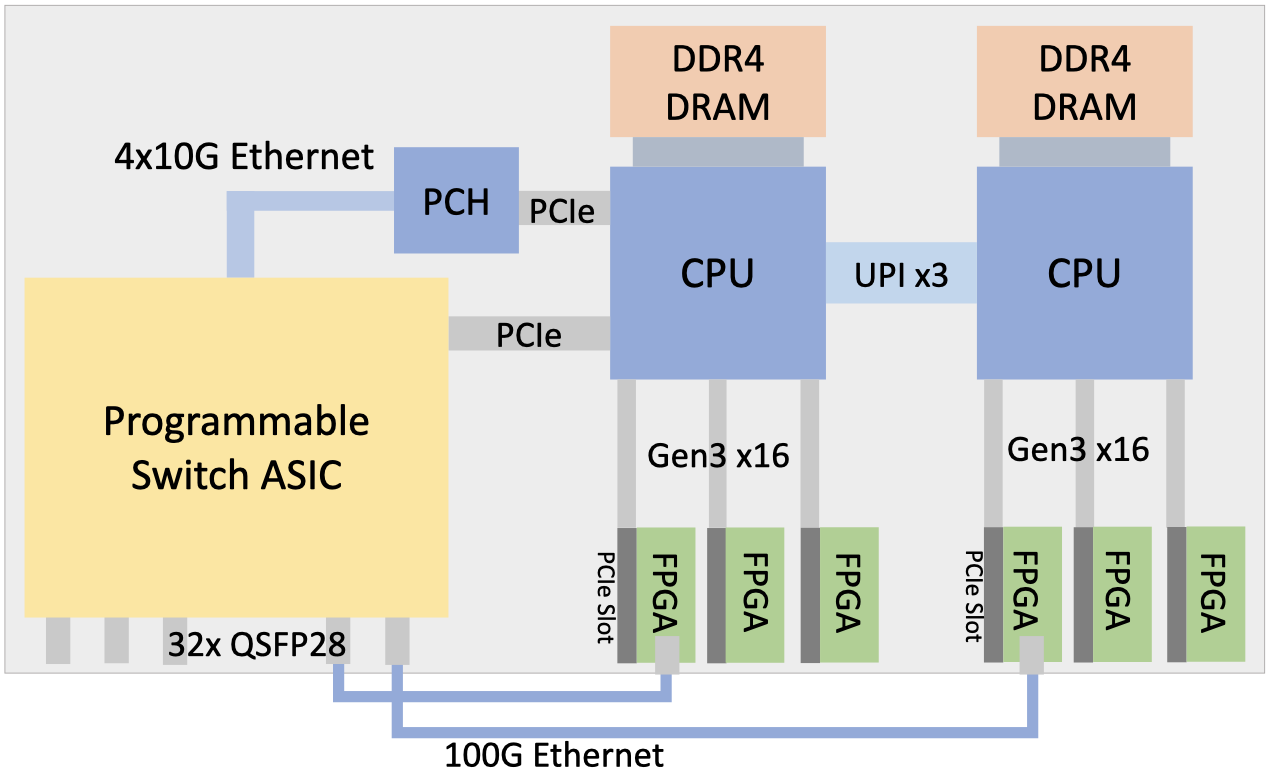 DDR4
DRAM
DDR4
DRAM
4x10G Ethernet
PCH
PCIe
CPU
UPI x3
CPU
PCIe
Programmable
Switch ASIC
Gen3 x16
Gen3 x16
PCIe Slot
FPGA
FPGA
FPGA
PCIe Slot
FPGA
FPGA
FPGA
32x QSFP28
100G Ethernet